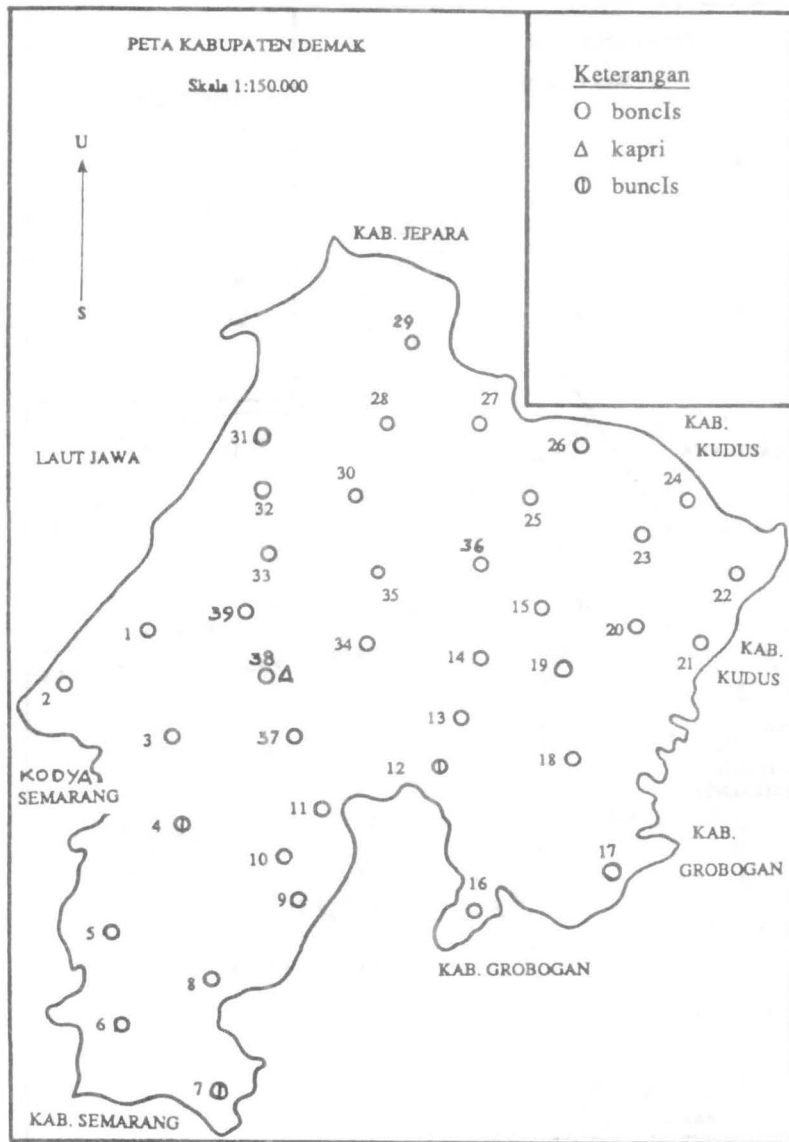 PETA KABUPATEN DEMAK
Skala 1:150.000
Keterangan
boncIs
kapri
buncIs
U
S
KAB. JEPARA
29
28
27
31
26
KAB.
KUDUS
LAUT JAWA
30
24
32
25
23
36
33
35
22
39
15
1
20
34
14
21
KAB.
KUDUS
38
19
2
13
3
37
12
18
KODYA
SEMARANG
11
4
KAB.
GROBOGAN
10
17
9
16
5
KAB. GROBOGAN
8
6
7
KAB. SEMARANG